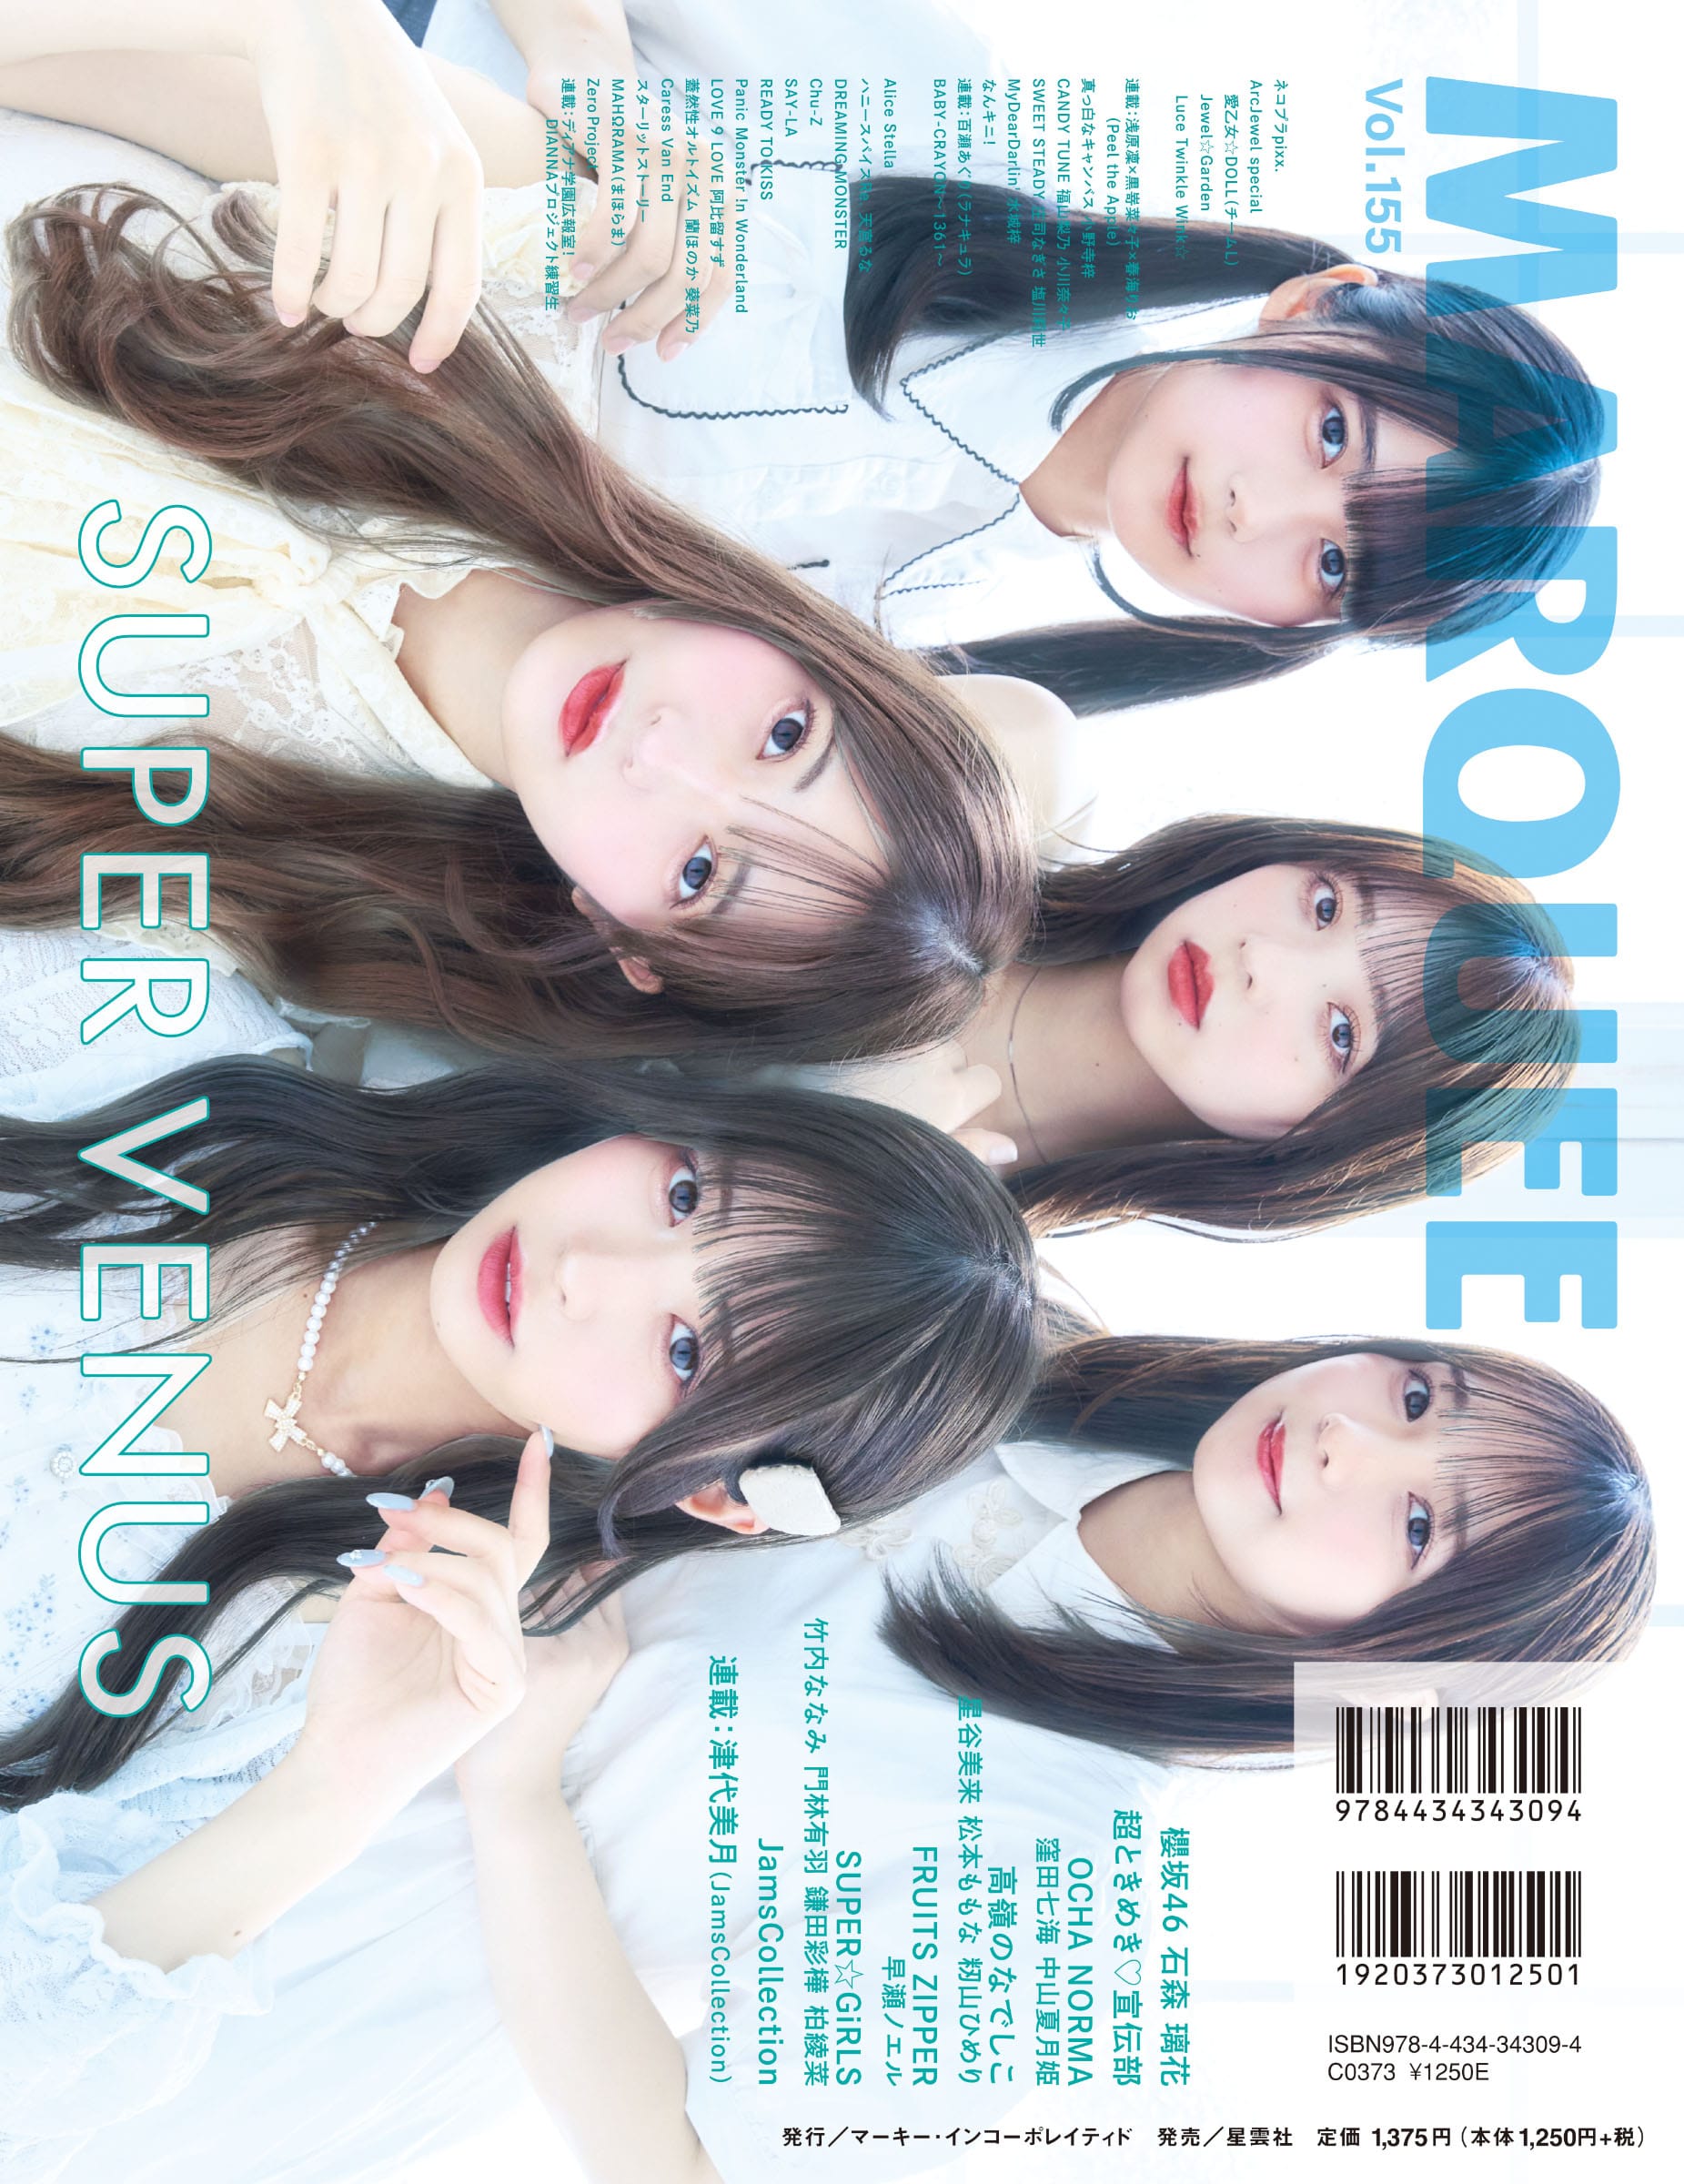 MARQUEE
Vol.155
ネコプラpixx.
ArcJewel special
愛乙女☆DOLL(チームL)
Jewel☆Garden
Luce Twinkle Wink☆
連載:浅原凜×黒嵜菜々子×春海りお
(Peel the Apple)
真っ白なキャンバス 小野寺梓
CANDY TUNE 福山梨乃 小川奈々子
SWEET STEADY 庄司なぎさ 塩川莉世
MyDearDarlin' 水城梓
なんキニ!
連載:百瀬あぐり(ラナキュラ)
BABY-CRAYON〜1361〜
Alice Stella
ハニースパイスRe. 天宮るな
DREAMING MONSTER
Chu-Z
SAY-LA
READY TO KISS
Panic Monster !n Wonderland
LOVE 9 LOVE 阿比留すず
蓋然性オルトイズム 蘭ほのか 葵菜乃
Caress Van End
スターリットストーリー
MAHΩRAMA(まほらま)
Zero Project
連載:ディアナ学園広報室!
DIANNAプロジェクト練習生
SUPER VENUS
櫻坂46 石森 璃花
超ときめき♡宣伝部
OCHA NORMA
窪田七海 中山夏月姫
高嶺のなでしこ
星谷美来 松本ももな 籾山ひめり
FRUITS ZIPPER
早瀬ノエル
SUPER☆GiRLS
竹内ななみ 門林有羽 鎌田彩樺 柏綾菜
JamsCollection
連載:津代美月(JamsCollection)
9784434343094
1920373012501
ISBN978-4-434-34309-4
C0373 ¥1250E
発行/マーキー・インコーポレイティド 発売/星雲社 定価 1,375円(本体1,250円+税)